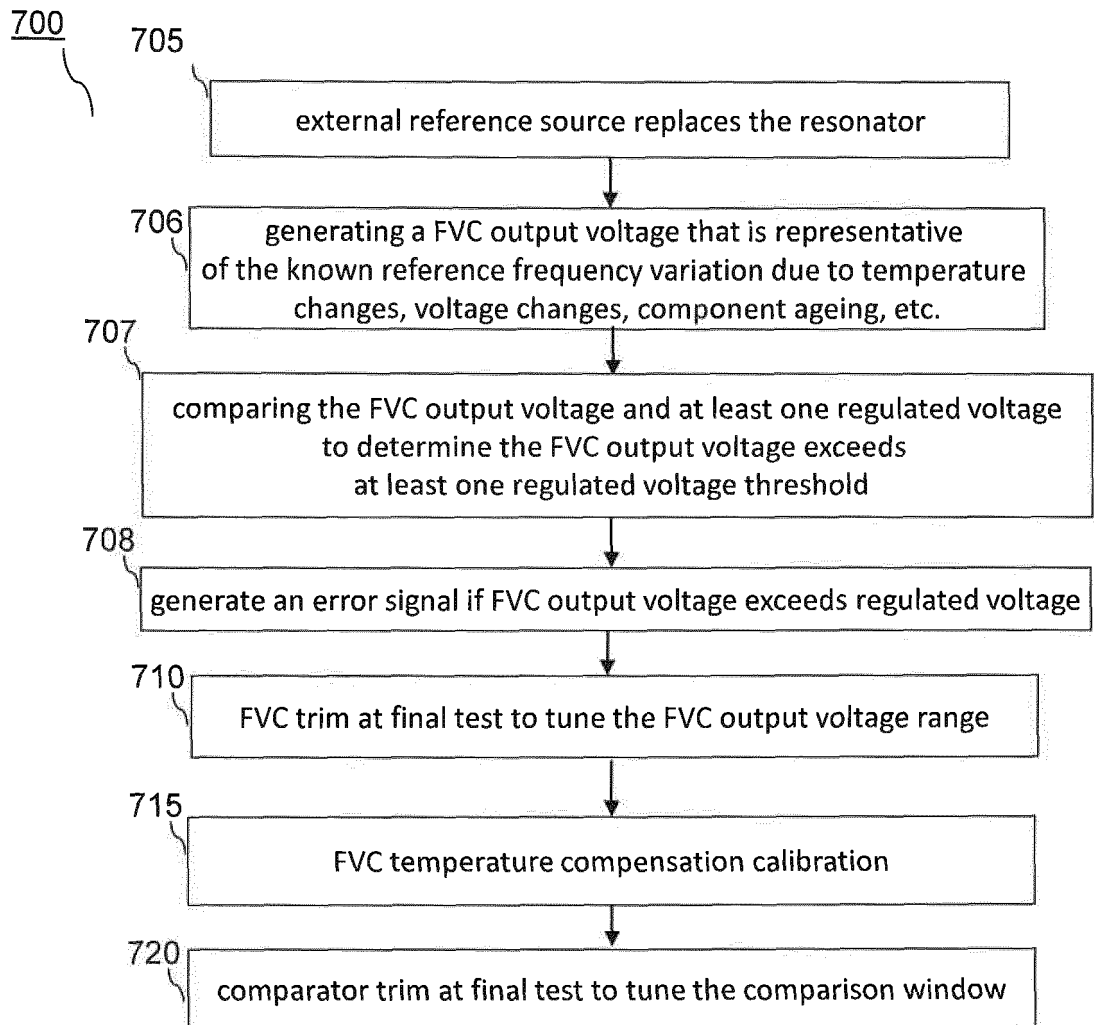 700
705
external reference source replaces the resonator
706
generating a FVC output voltage that is representative
of the known reference frequency variation due to temperature
changes, voltage changes, component ageing, etc.
707
comparing the FVC output voltage and at least one regulated voltage
to determine the FVC output voltage exceeds
at least one regulated voltage threshold
708
generate an error signal if FVC output voltage exceeds regulated voltage
710
FVC trim at final test to tune the FVC output voltage range
715
FVC temperature compensation calibration
720
comparator trim at final test to tune the comparison window